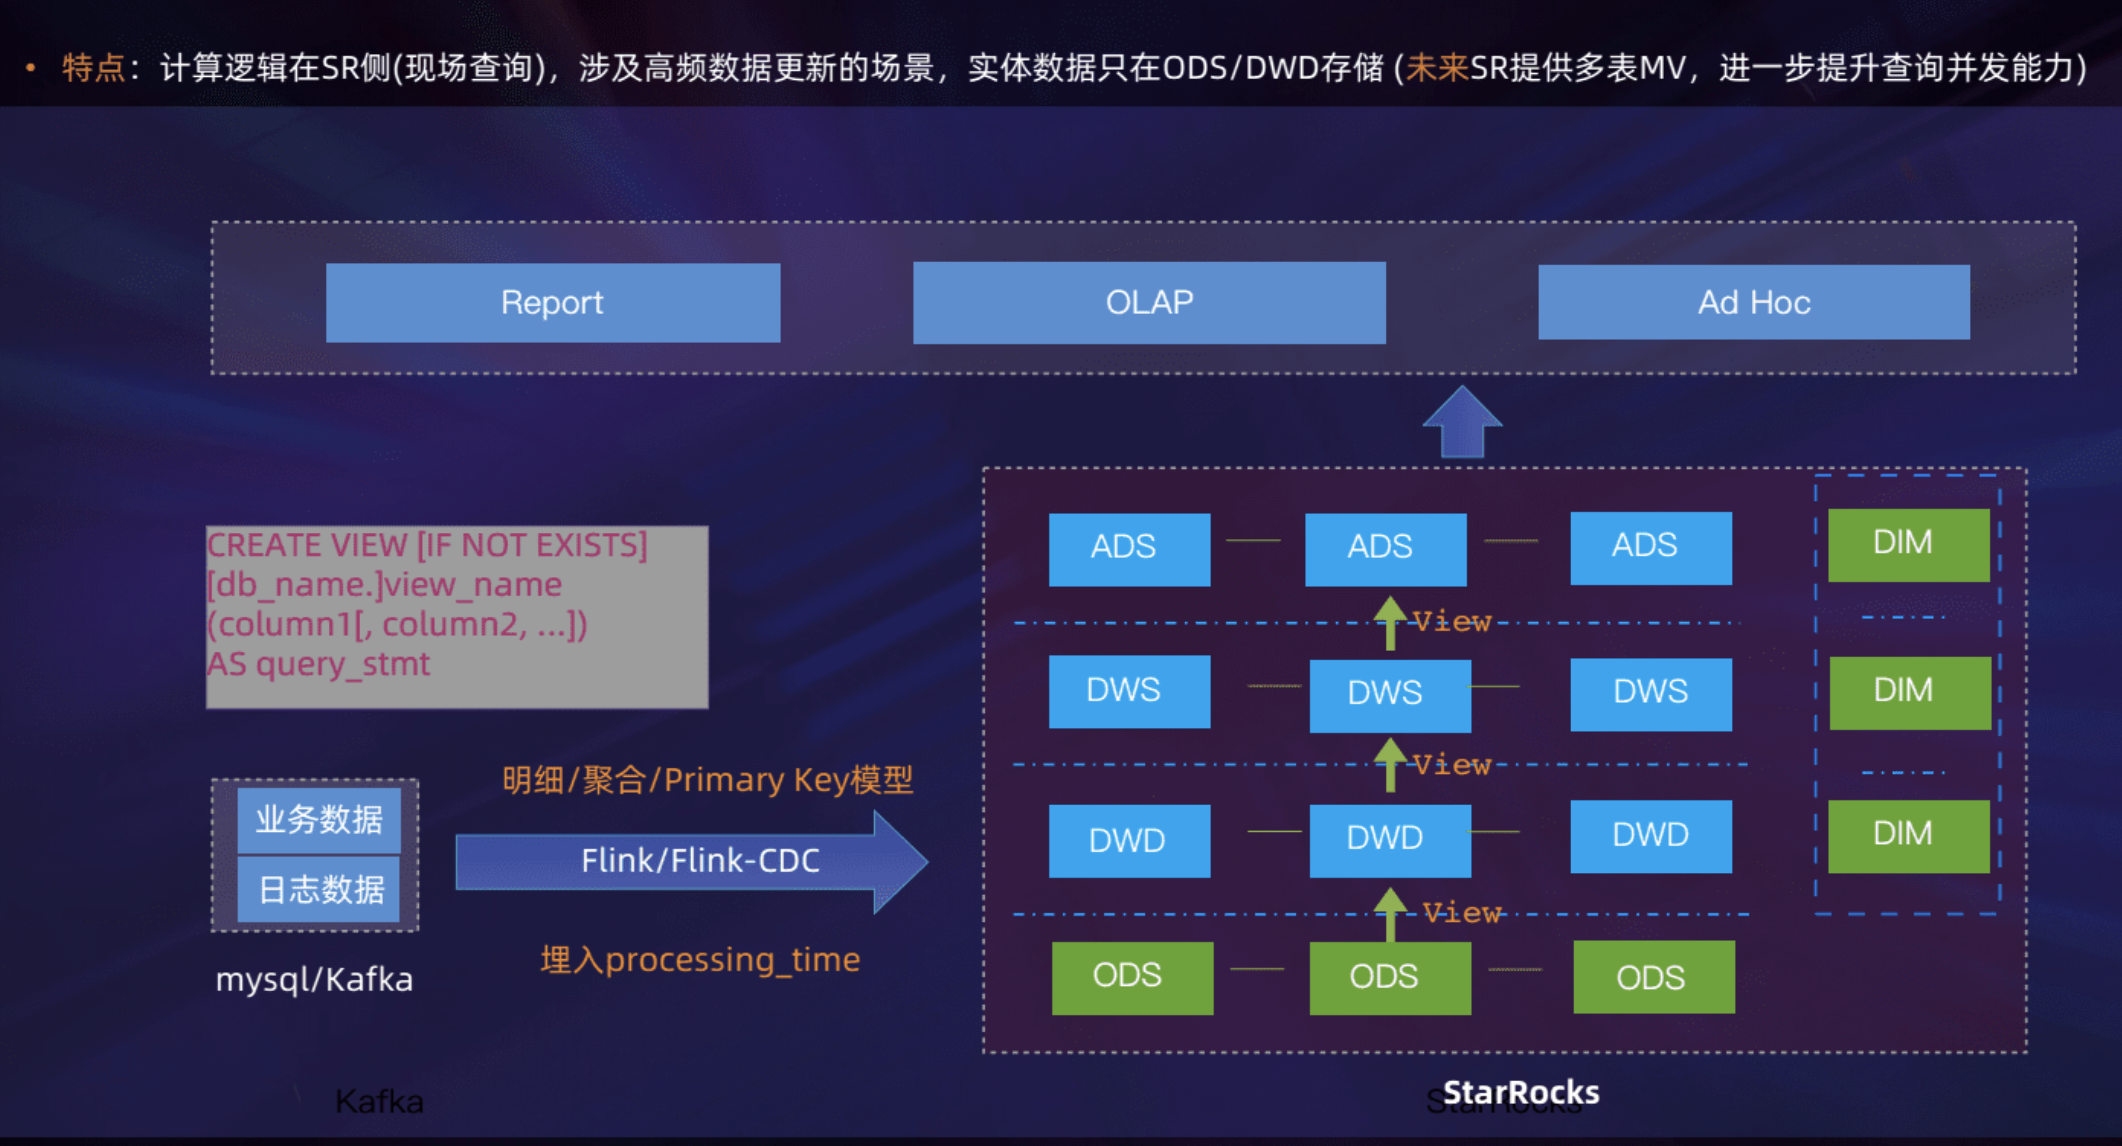 • 特点：计算逻辑在SR侧(现场查询)，涉及高频数据更新的场景，实体数据只在ODS/DWD存储 (未来SR提供多表MV，进一步提升查询并发能力)
Report
OLAP
Ad Hoc
CREATE VIEW [IF NOT EXISTS]
[db_name.]view_name
(column1[, column2, ...])
AS query_stmt
业务数据
日志数据
mysql/Kafka
Kafka
明细/聚合/Primary Key模型
Flink/Flink-CDC
埋入processing_time
ADS
ADS
ADS
DIM
View
DWS
DWS
DWS
DIM
View
DWD
DWD
DWD
DIM
View
ODS
ODS
ODS
StarRocks
StarRocks